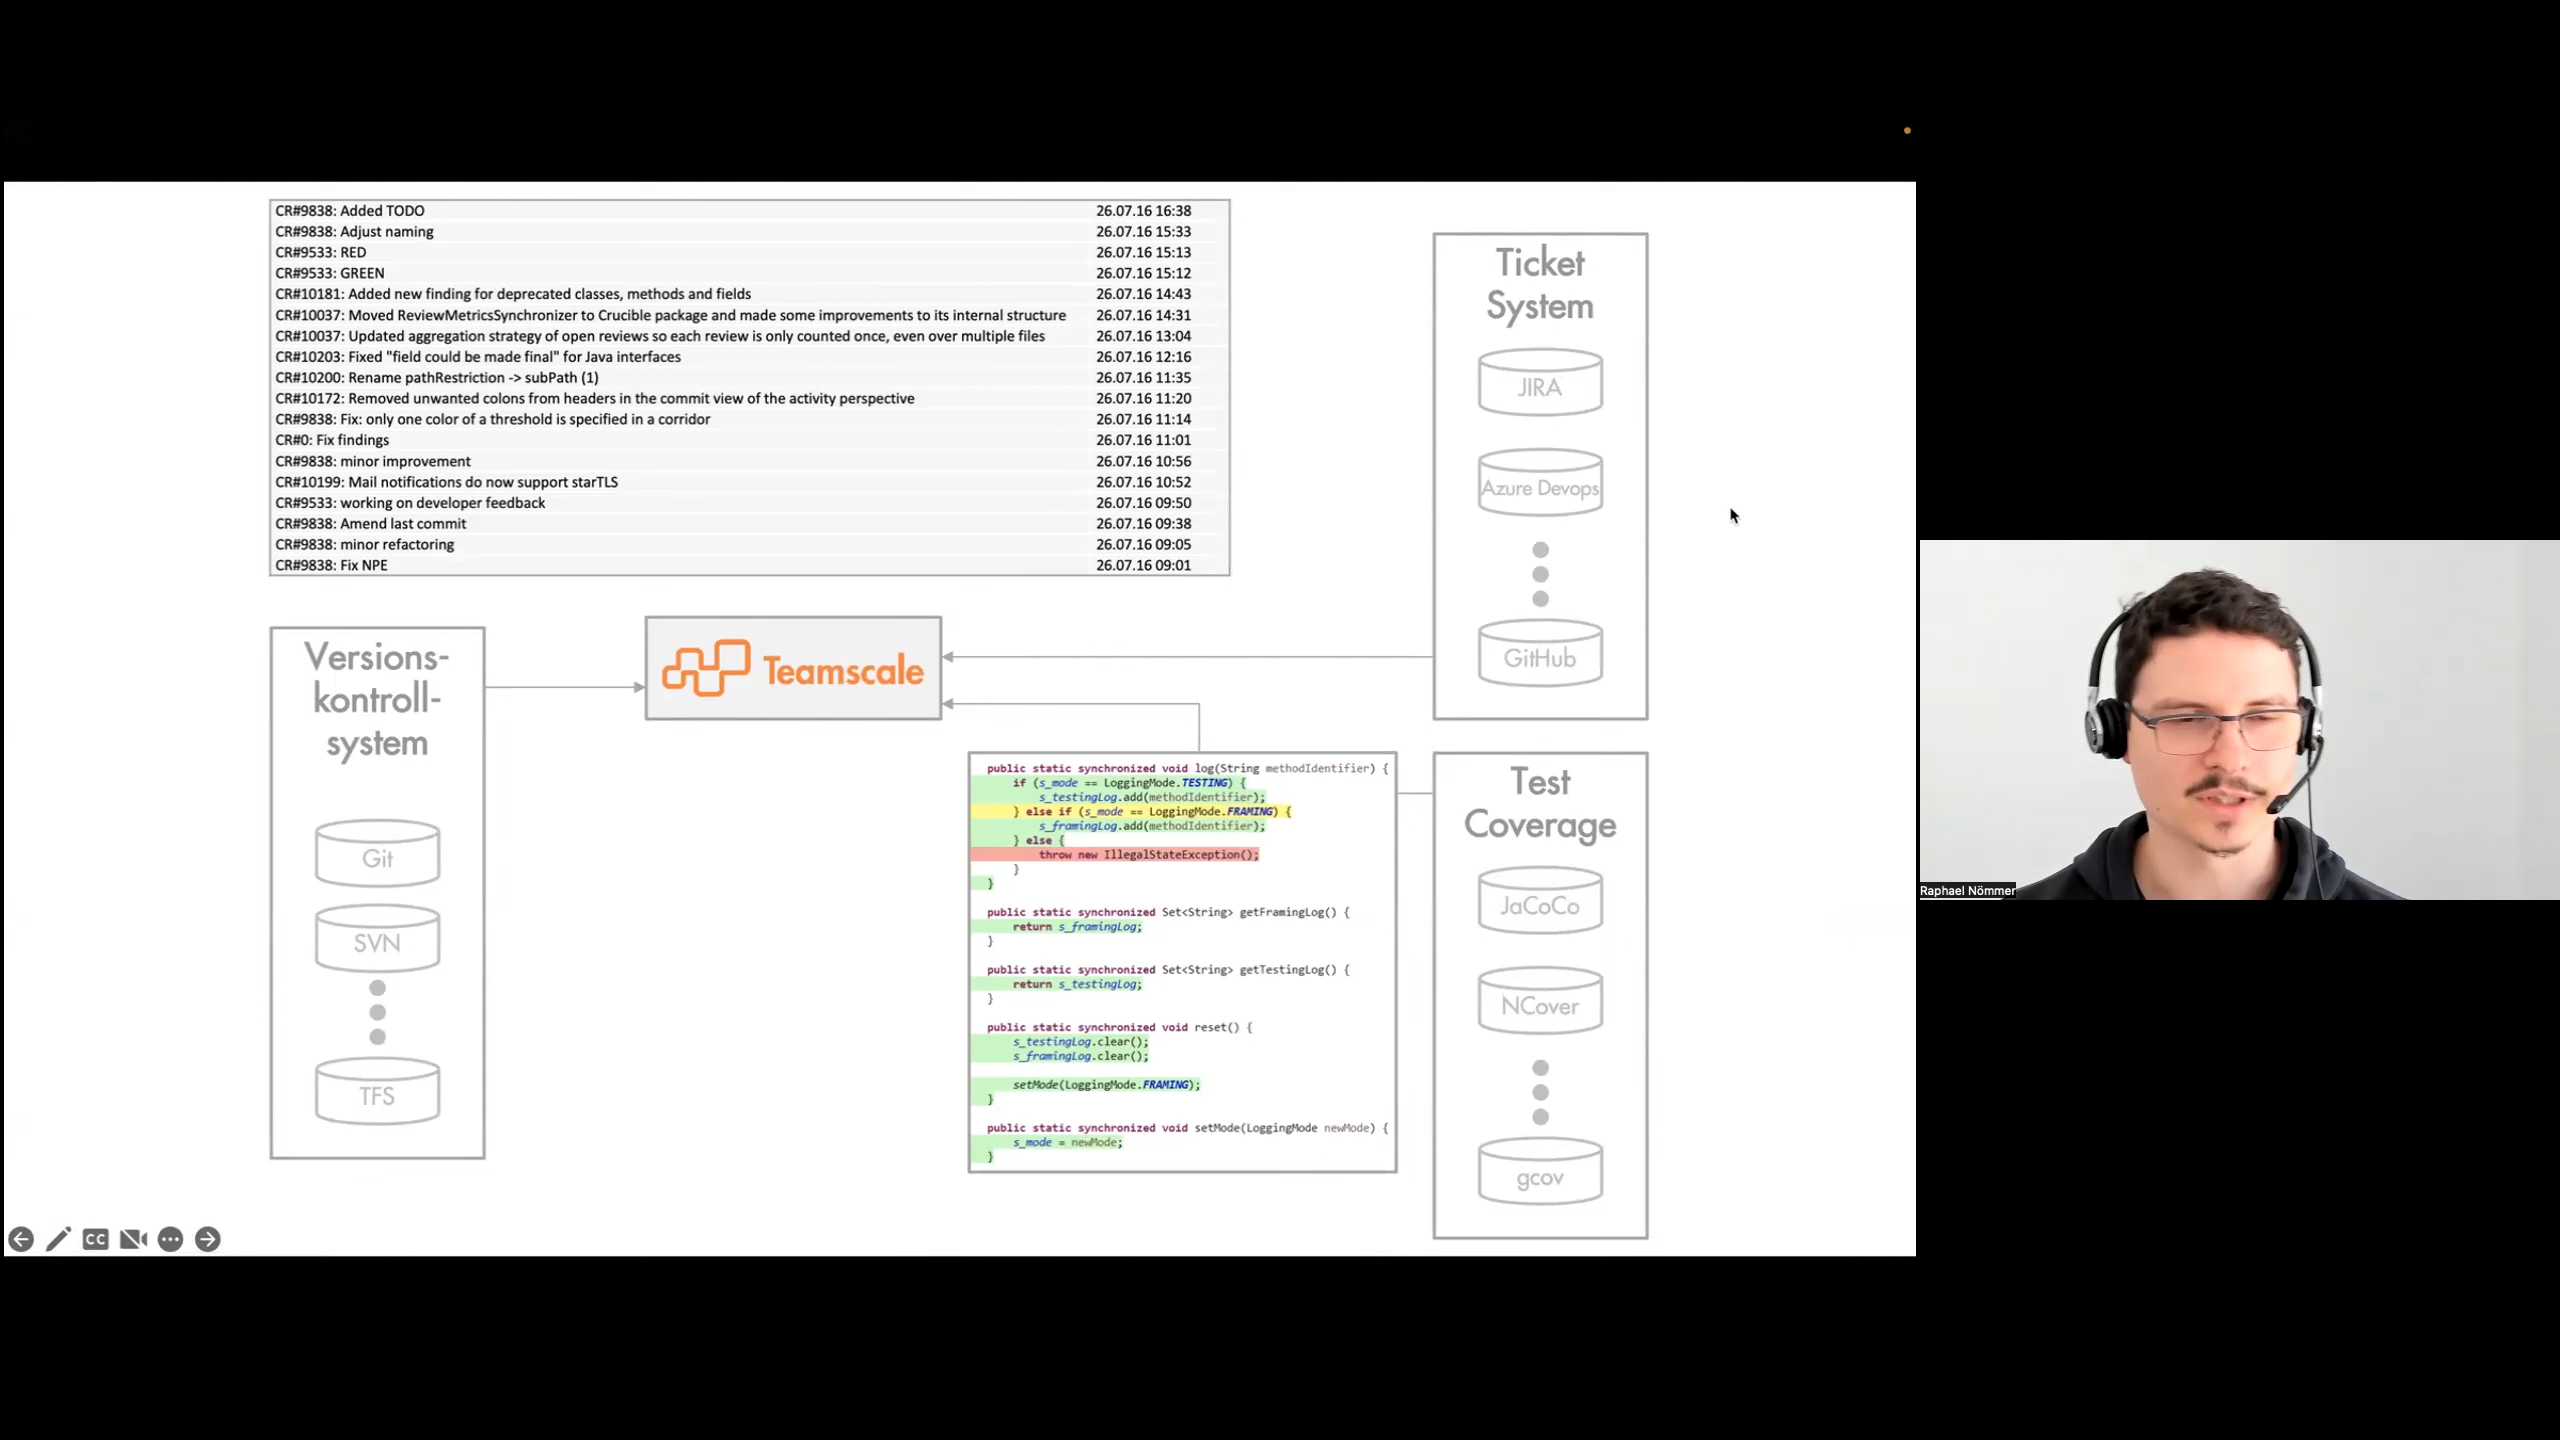 CR#9838: Added TODO 26.07.16 16:38
CR#9838: Adjust naming 26.07.16 15:33
CR#9533: RED 26.07.16 15:13
CR#9533: GREEN 26.07.16 15:12
CR#10181: Added new finding for deprecated classes, methods and fields 26.07.16 14:43
CR#10037: Moved ReviewMetricsSynchronizer to Crucible package and made some improvements to its internal structure 26.07.16 14:31
CR#10037: Updated aggregation strategy of open reviews so each review is only counted once, even over multiple files 26.07.16 13:04
CR#10203: Fixed "field could be made final" for Java interfaces 26.07.16 12:16
CR#10200: Rename pathRestriction -> subPath (1) 26.07.16 11:35
CR#10172: Removed unwanted colons from headers in the commit view of the activity perspective 26.07.16 11:20
CR#9838: Fix: only one color of a threshold is specified in a corridor 26.07.16 11:14
CR#0: Fix findings 26.07.16 11:01
CR#9838: minor improvement 26.07.16 10:56
CR#10199: Mail notifications do now support starTLS 26.07.16 10:52
CR#9533: working on developer feedback 26.07.16 09:50
CR#9838: Amend last commit 26.07.16 09:38
CR#9838: minor refactoring 26.07.16 09:05
CR#9838: Fix NPE 26.07.16 09:01
Ticket
System
JIRA
Azure Devops
GitHub
Versions-
kontroll-
system
Git
SVN
TFS
Teamscale
public static synchronized void log(String methodIdentifier) {
if (s_mode == LoggingMode.TESTING) {
s_testingLog.add(methodIdentifier);
} else if (s_mode == LoggingMode.FRAMING) {
s_framingLog.add(methodIdentifier);
} else {
throw new IllegalStateException();
}
}
public static synchronized Set<String> getFramingLog() {
return s_framingLog;
}
public static synchronized Set<String> getTestingLog() {
return s_testingLog;
}
public static synchronized void reset() {
s_testingLog.clear();
s_framingLog.clear();
setMode(LoggingMode.FRAMING);
}
public static synchronized void setMode(LoggingMode newMode) {
s_mode = newMode;
}
Test
Coverage
JaCoCo
NCover
gcov
CC
Raphael Nömmer